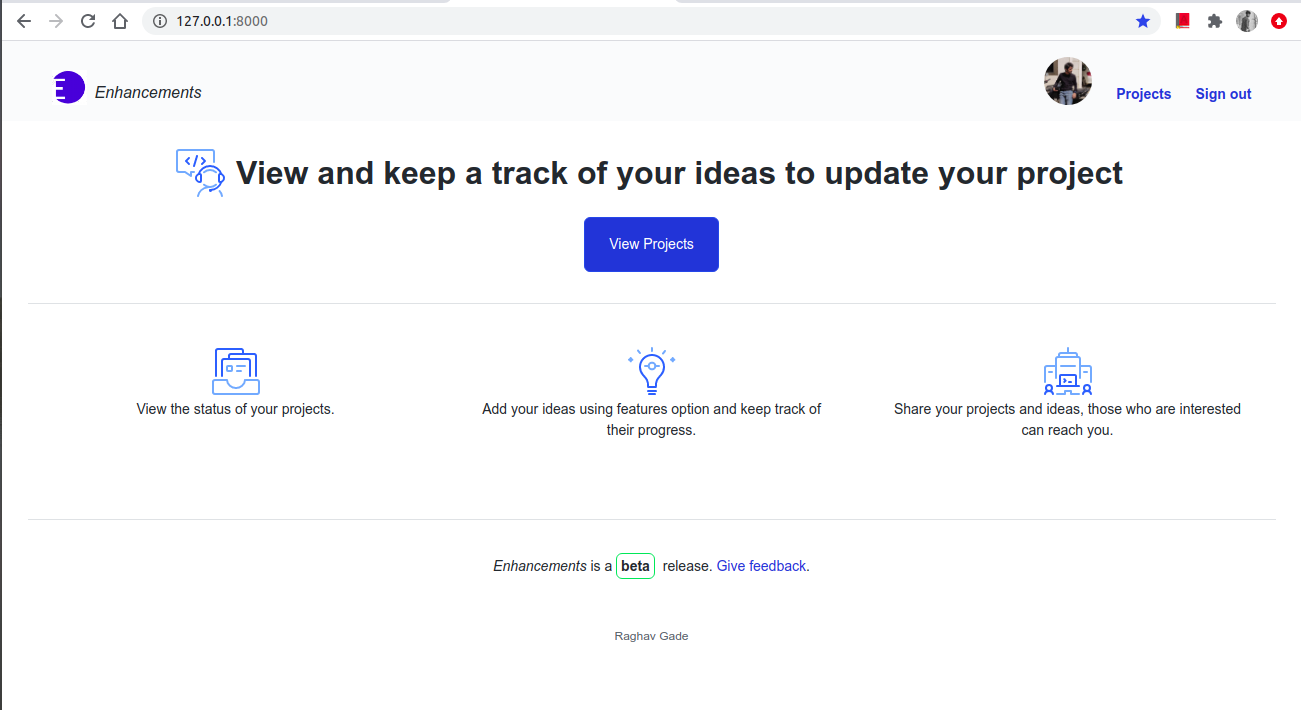 127.0.0.1:8000
E Enhancements
Projects Sign out
</> View and keep a track of your ideas to update your project
View Projects
View the status of your projects.
Add your ideas using features option and keep track of
their progress.
Share your projects and ideas, those who are interested
can reach you.
Enhancements is a beta release. Give feedback.
Raghav Gade